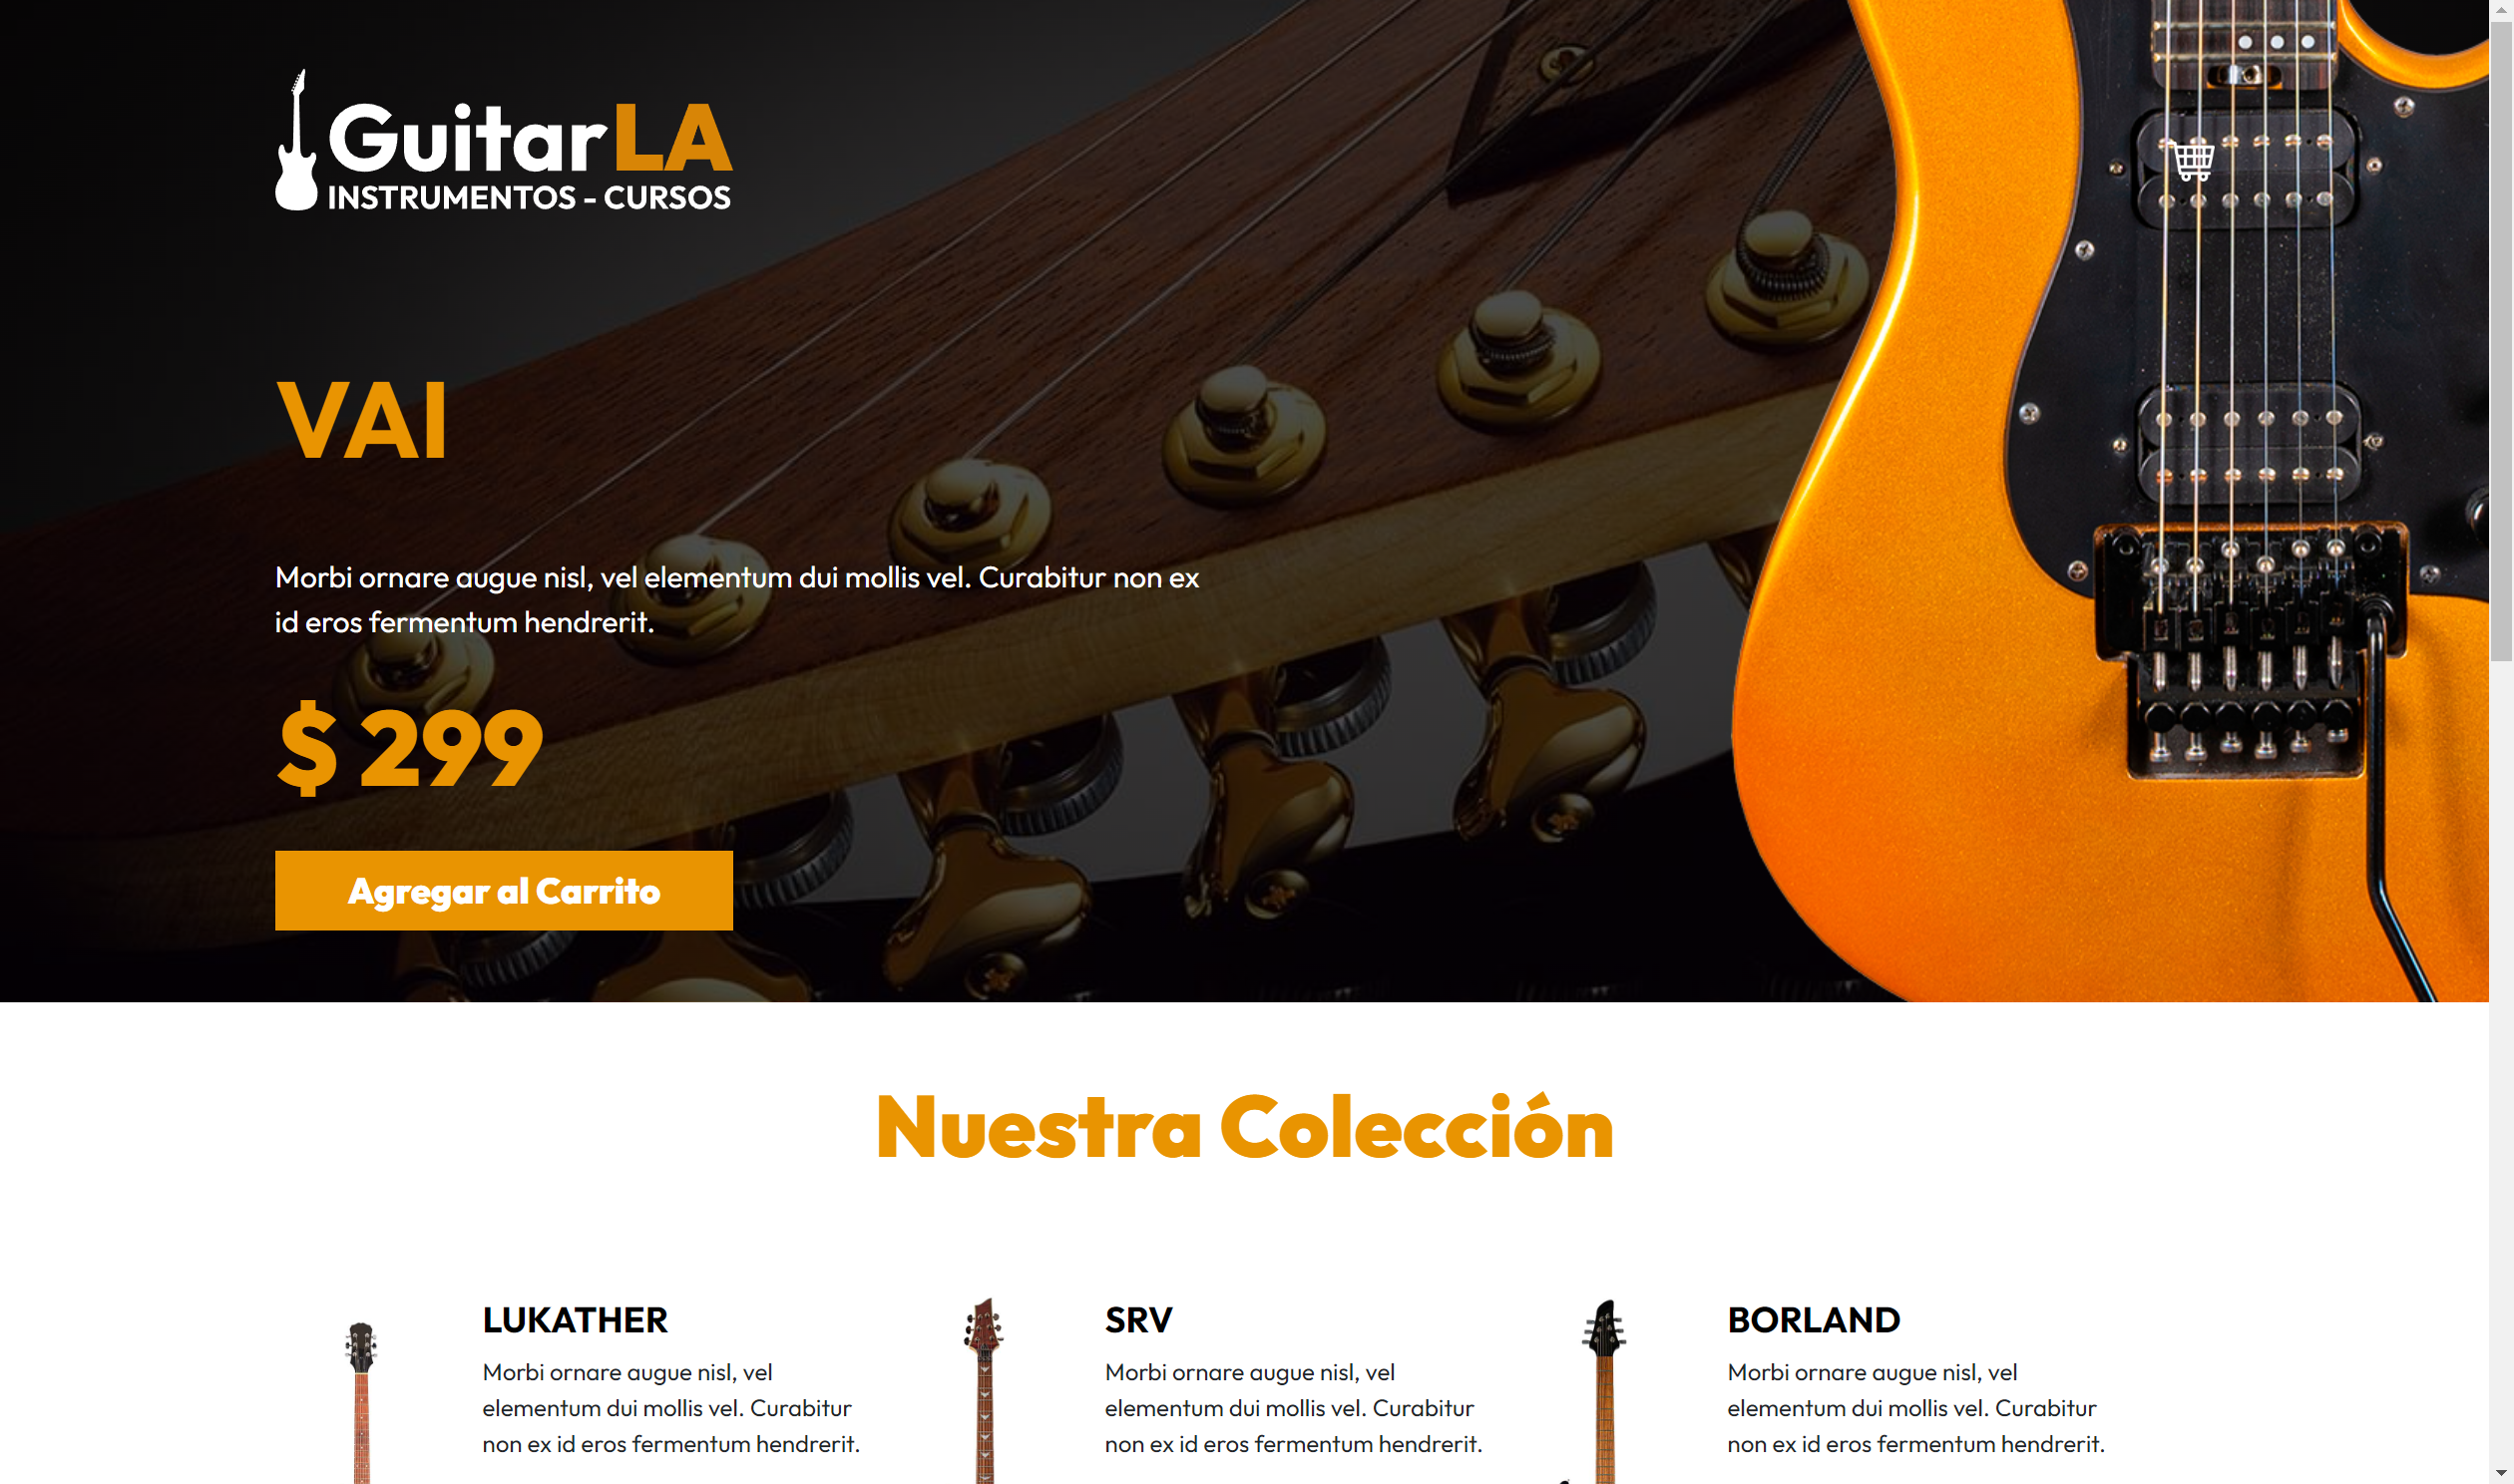 GuitarLA
INSTRUMENTOS - CURSOS
VAI
Morbi ornare augue nisl, vel elementum dui mollis vel. Curabitur non ex
id eros fermentum hendrerit.
$ 299
Agregar al Carrito
Nuestra Colección
LUKATHER
Morbi ornare augue nisl, vel
elementum dui mollis vel. Curabitur
non ex id eros fermentum hendrerit.
SRV
Morbi ornare augue nisl, vel
elementum dui mollis vel. Curabitur
non ex id eros fermentum hendrerit.
BORLAND
Morbi ornare augue nisl, vel
elementum dui mollis vel. Curabitur
non ex id eros fermentum hendrerit.